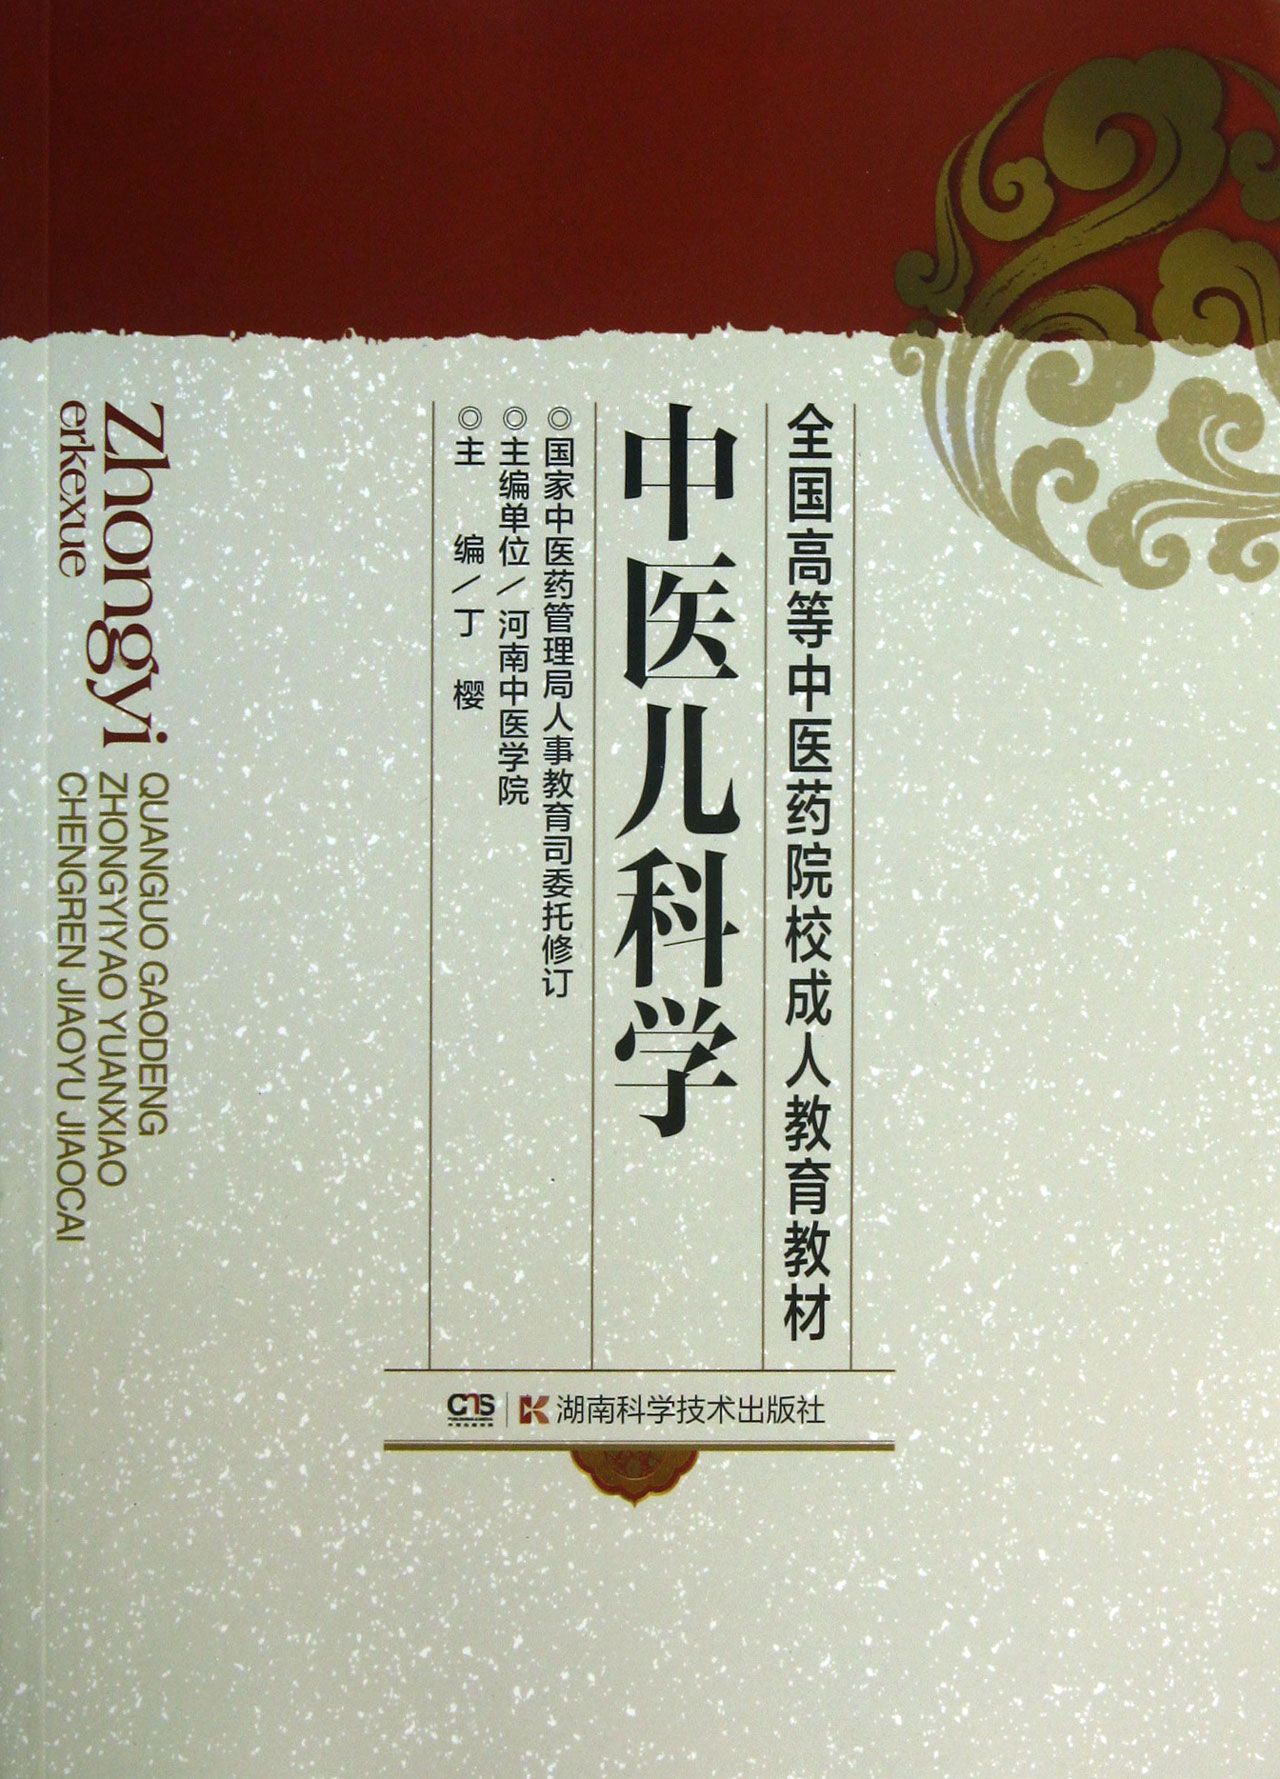 全国高等中医药院校成人教育教材
中医儿科学
◎国家中医药管理局人事教育司委托修订
◎主编单位/河南中医学院
◎主 编/丁 樱
Zhongyi
erkexue
QUANGUO GAODENG
ZHONGYIYAO YUANXIAO
CHENGREN JIAOYU JIAOCAI
CNS
湖南科学技术出版社